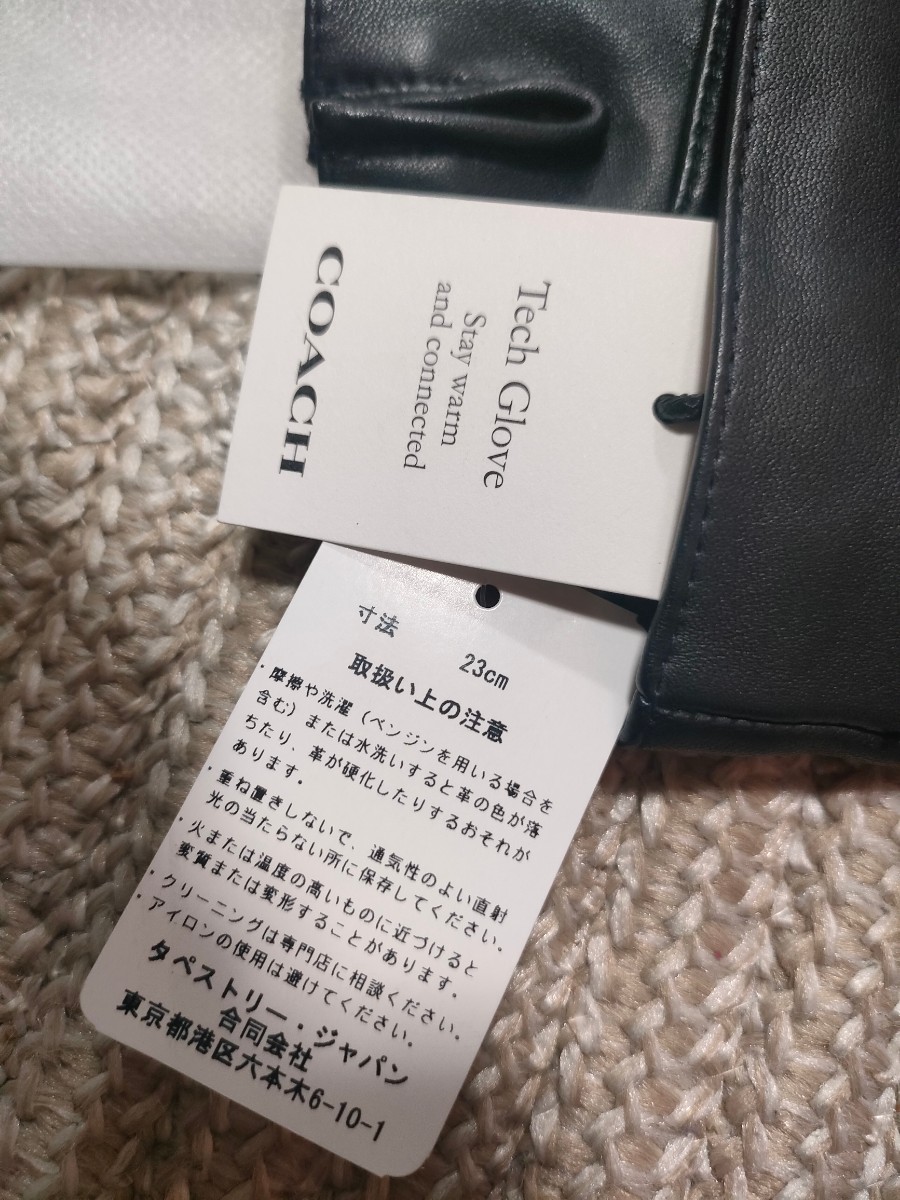 Tech Glove
Stay warm
and connected
COACH
寸法 23cm
取扱い上の注意
・摩擦や洗濯（ベンジンを用いる場合を
含む）または水洗いすると革の色が落
ちたり、革が硬化したりするおそれが
あります。
・重ね置きしないで、通気性のよい直射
光の当たらない所に保存してください。
・火または温度の高いものに近づけると
変質または変形することがあります。
・クリーニングは専門店に相談ください。
・アイロンの使用は避けてください。
タペストリー・ジャパン
合同会社
東京都港区六本木6-10-1